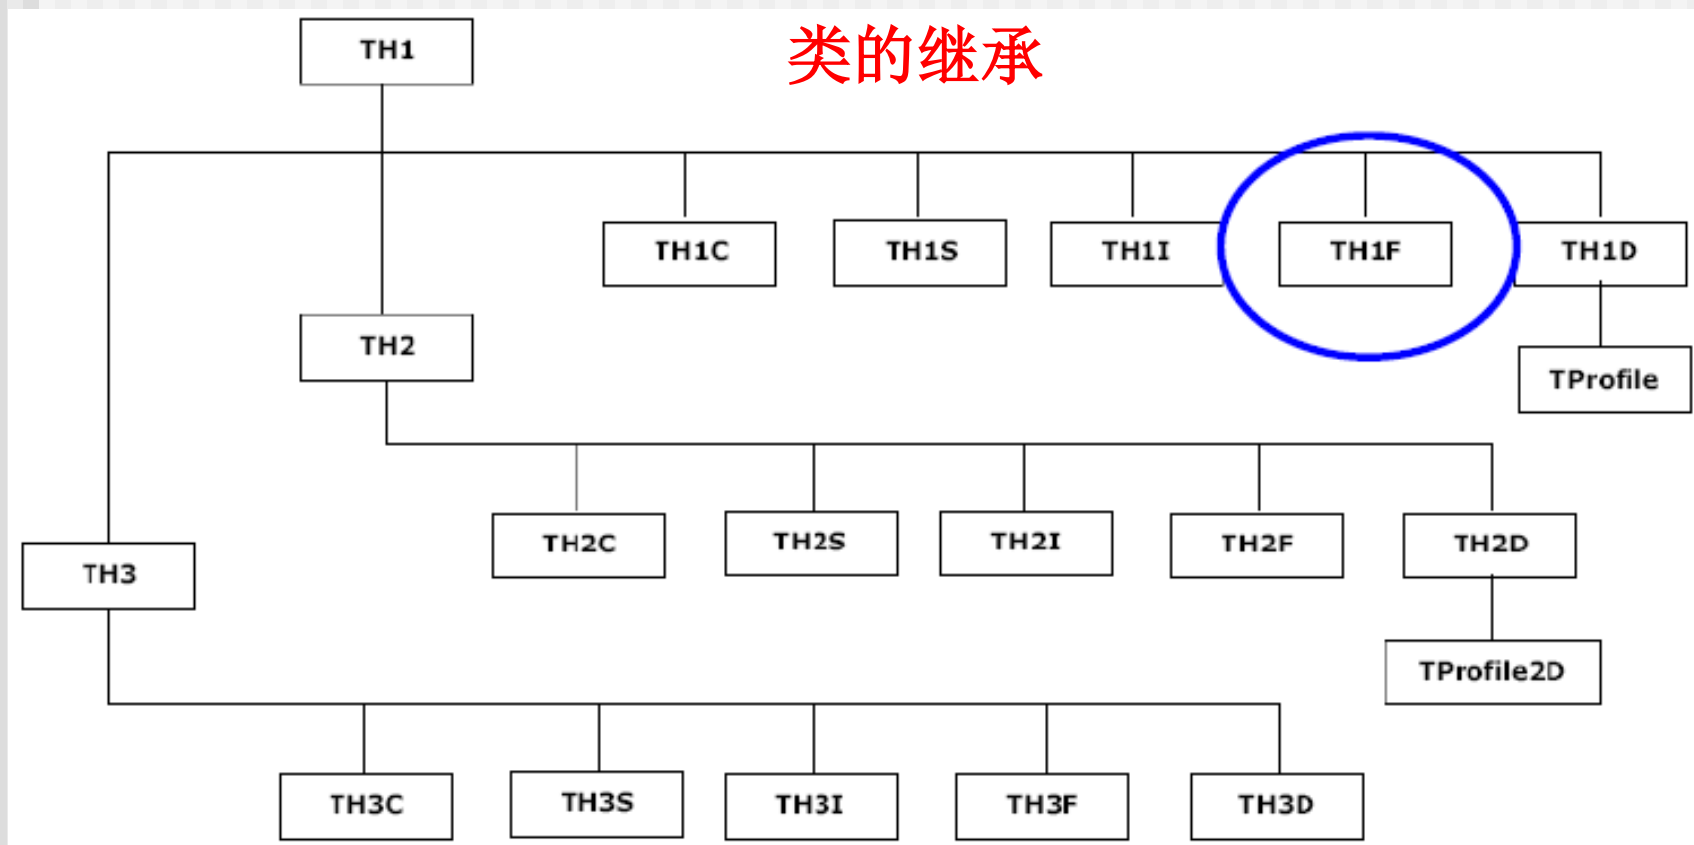 类的继承
TH1
TH1C
TH1S
TH1I
TH1F
TH1D
TH2
TProfile
TH2C
TH2S
TH2I
TH2F
TH2D
TH3
TProfile2D
TH3C
TH3S
TH3I
TH3F
TH3D